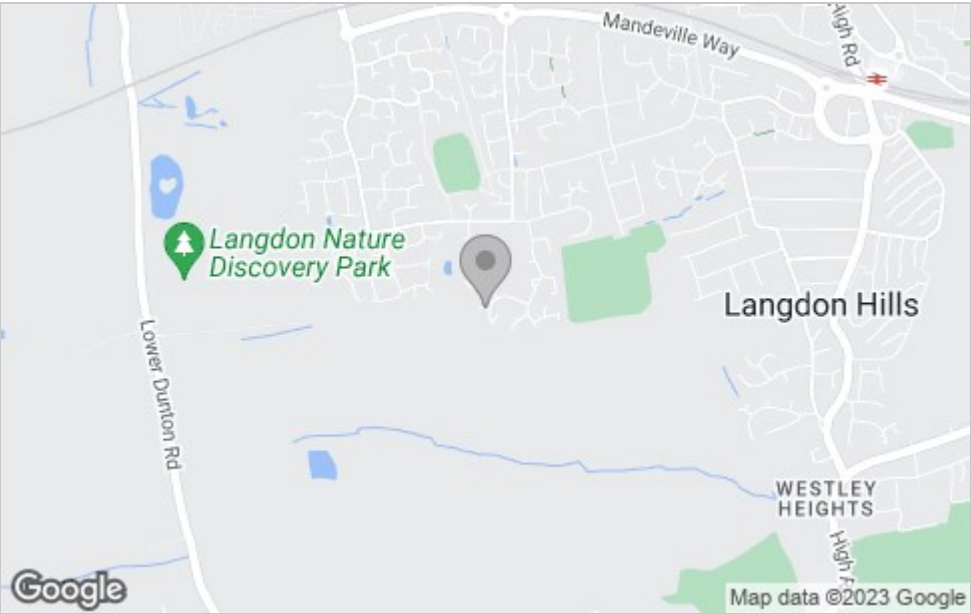 Mandeville Way
High Rd
Langdon Nature
Discovery Park
Langdon Hills
Lower Dunton Rd
WESTLEY
HEIGHTS
High
Google
Map data ©2023 Google